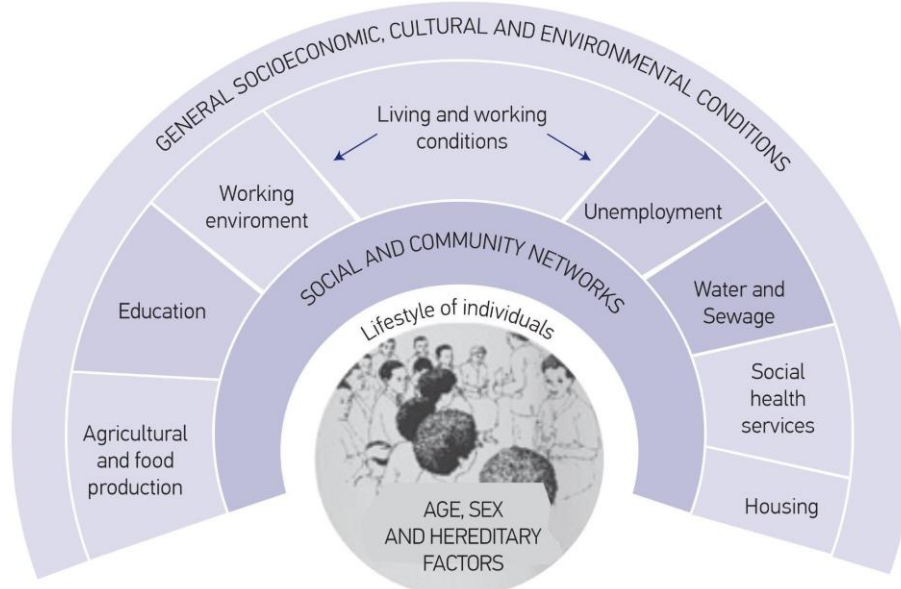 GENERAL SOCIOECONOMIC, CULTURAL AND ENVIRONMENTAL CONDITIONS
Living and working
conditions
Working
enviroment
Unemployment
Education
Water and
Sewage
Agricultural
and food
production
Social
health
services
Housing
SOCIAL AND COMMUNITY NETWORKS
Lifestyle of individuals
AGE, SEX
AND HEREDITARY
FACTORS